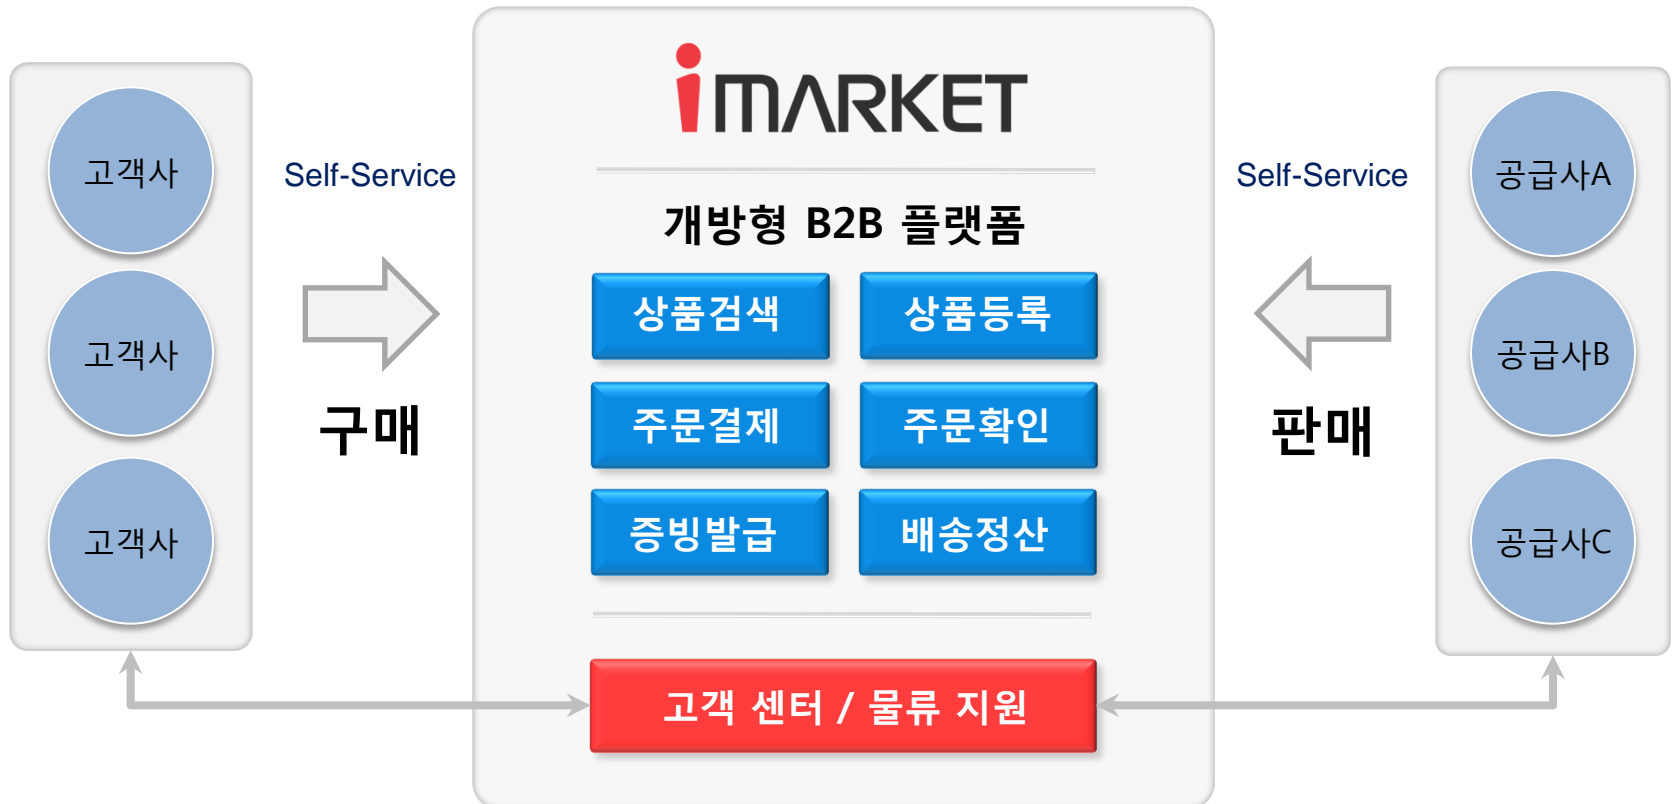 iMARKET
고객사
고객사
고객사
Self-Service
구매
개방형 B2B 플랫폼
상품검색
상품등록
주문결제
주문확인
증빙발급
배송정산
고객 센터 / 물류 지원
Self-Service
판매
공급사A
공급사B
공급사C